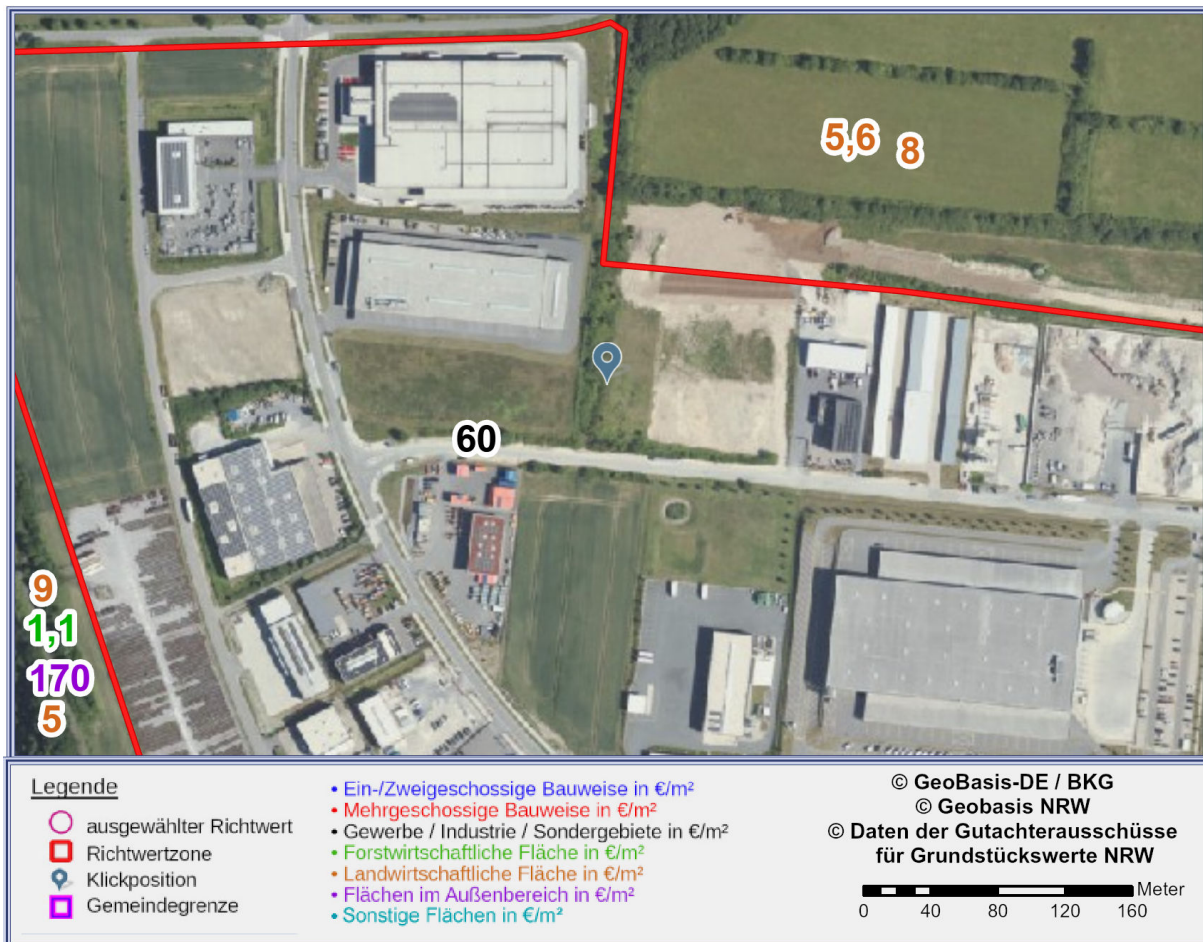 5,6
8
60
9
1,1
170
5
Legende
ausgewählter Richtwert
Richtwertzone
Klickposition
Gemeindegrenze
• Ein-/Zweigeschossige Bauweise in €/m²
• Mehrgeschossige Bauweise in €/m²
• Gewerbe / Industrie / Sondergebiete in €/m²
• Forstwirtschaftliche Fläche in €/m²
• Landwirtschaftliche Fläche in €/m²
• Flächen im Außenbereich in €/m²
• Sonstige Flächen in €/m²
© GeoBasis-DE / BKG
© Geobasis NRW
© Daten der Gutachterausschüsse
für Grundstückswerte NRW
Meter
0 40 80 120 160